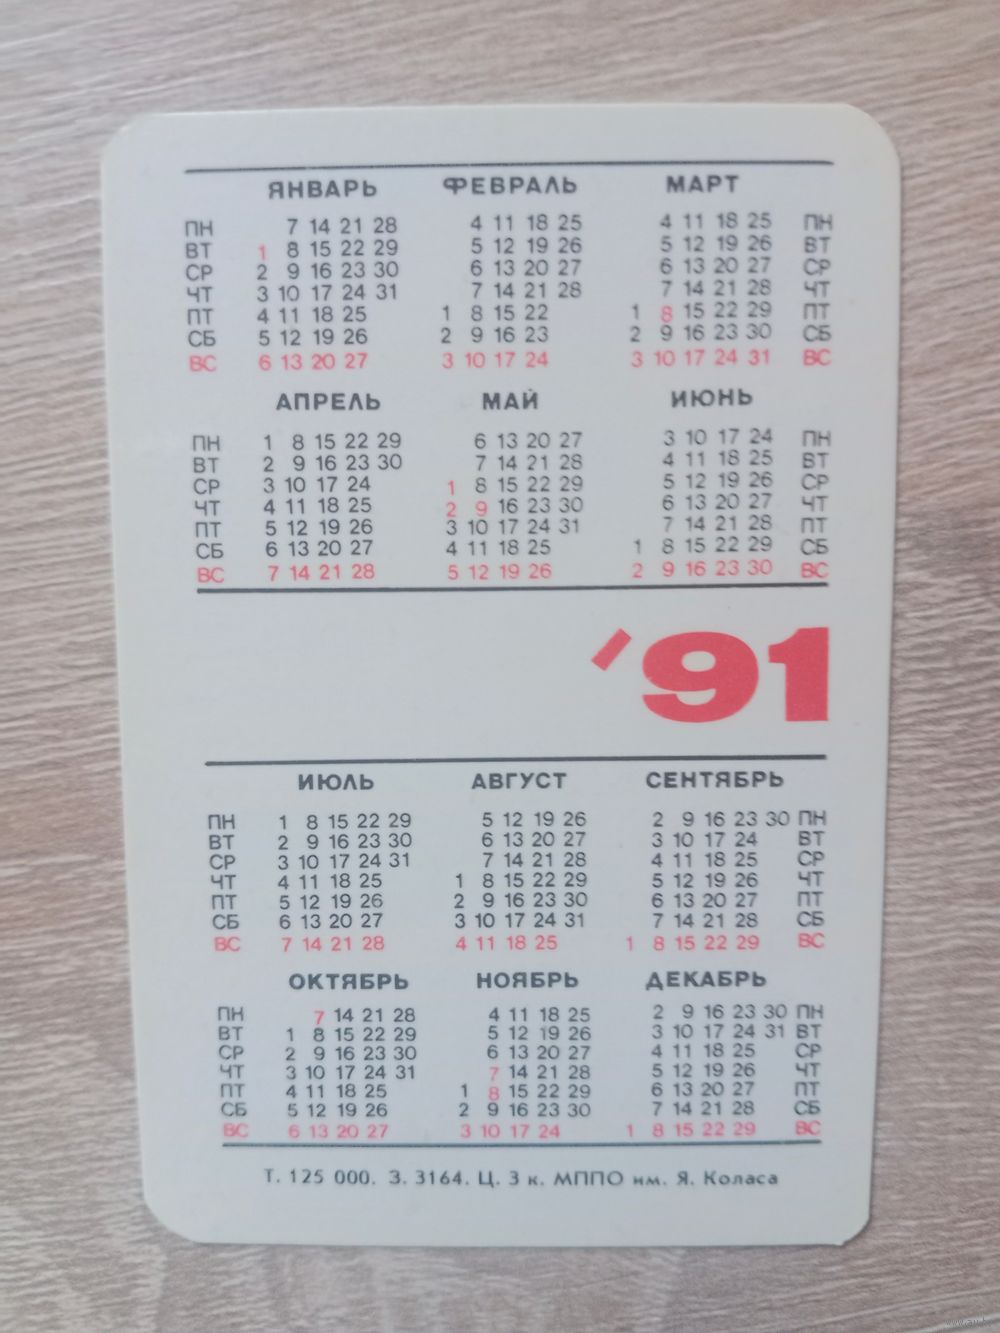 ЯНВАРЬ ФЕВРАЛЬ МАРТ
ПН 7 14 21 28 4 11 18 25 4 11 18 25 ПН
ВТ 1 8 15 22 29 5 12 19 26 5 12 19 26 ВТ
СР 2 9 16 23 30 6 13 20 27 6 13 20 27 СР
ЧТ 3 10 17 24 31 7 14 21 28 7 14 21 28 ЧТ
ПТ 4 11 18 25 1 8 15 22 1 8 15 22 29 ПТ
СБ 5 12 19 26 2 9 16 23 2 9 16 23 30 СБ
ВС 6 13 20 27 3 10 17 24 3 10 17 24 31 ВС
АПРЕЛЬ МАЙ ИЮНЬ
ПН 1 8 15 22 29 6 13 20 27 3 10 17 24 ПН
ВТ 2 9 16 23 30 7 14 21 28 4 11 18 25 ВТ
СР 3 10 17 24 1 8 15 22 29 5 12 19 26 СР
ЧТ 4 11 18 25 2 9 16 23 30 6 13 20 27 ЧТ
ПТ 5 12 19 26 3 10 17 24 31 7 14 21 28 ПТ
СБ 6 13 20 27 4 11 18 25 1 8 15 22 29 СБ
ВС 7 14 21 28 5 12 19 26 2 9 16 23 30 ВС
'91
ИЮЛЬ АВГУСТ СЕНТЯБРЬ
ПН 1 8 15 22 29 5 12 19 26 2 9 16 23 30 ПН
ВТ 2 9 16 23 30 6 13 20 27 3 10 17 24 ВТ
СР 3 10 17 24 31 7 14 21 28 4 11 18 25 СР
ЧТ 4 11 18 25 1 8 15 22 29 5 12 19 26 ЧТ
ПТ 5 12 19 26 2 9 16 23 30 6 13 20 27 ПТ
СБ 6 13 20 27 3 10 17 24 31 7 14 21 28 СБ
ВС 7 14 21 28 4 11 18 25 1 8 15 22 29 ВС
ОКТЯБРЬ НОЯБРЬ ДЕКАБРЬ
ПН 7 14 21 28 4 11 18 25 2 9 16 23 30 ПН
ВТ 1 8 15 22 29 5 12 19 26 3 10 17 24 31 ВТ
СР 2 9 16 23 30 6 13 20 27 4 11 18 25 СР
ЧТ 3 10 17 24 31 7 14 21 28 5 12 19 26 ЧТ
ПТ 4 11 18 25 1 8 15 22 29 6 13 20 27 ПТ
СБ 5 12 19 26 2 9 16 23 30 7 14 21 28 СБ
ВС 6 13 20 27 3 10 17 24 1 8 15 22 29 ВС
Т. 125 000. З. 3164. Ц. 3 к. МППО им. Я. Коласа